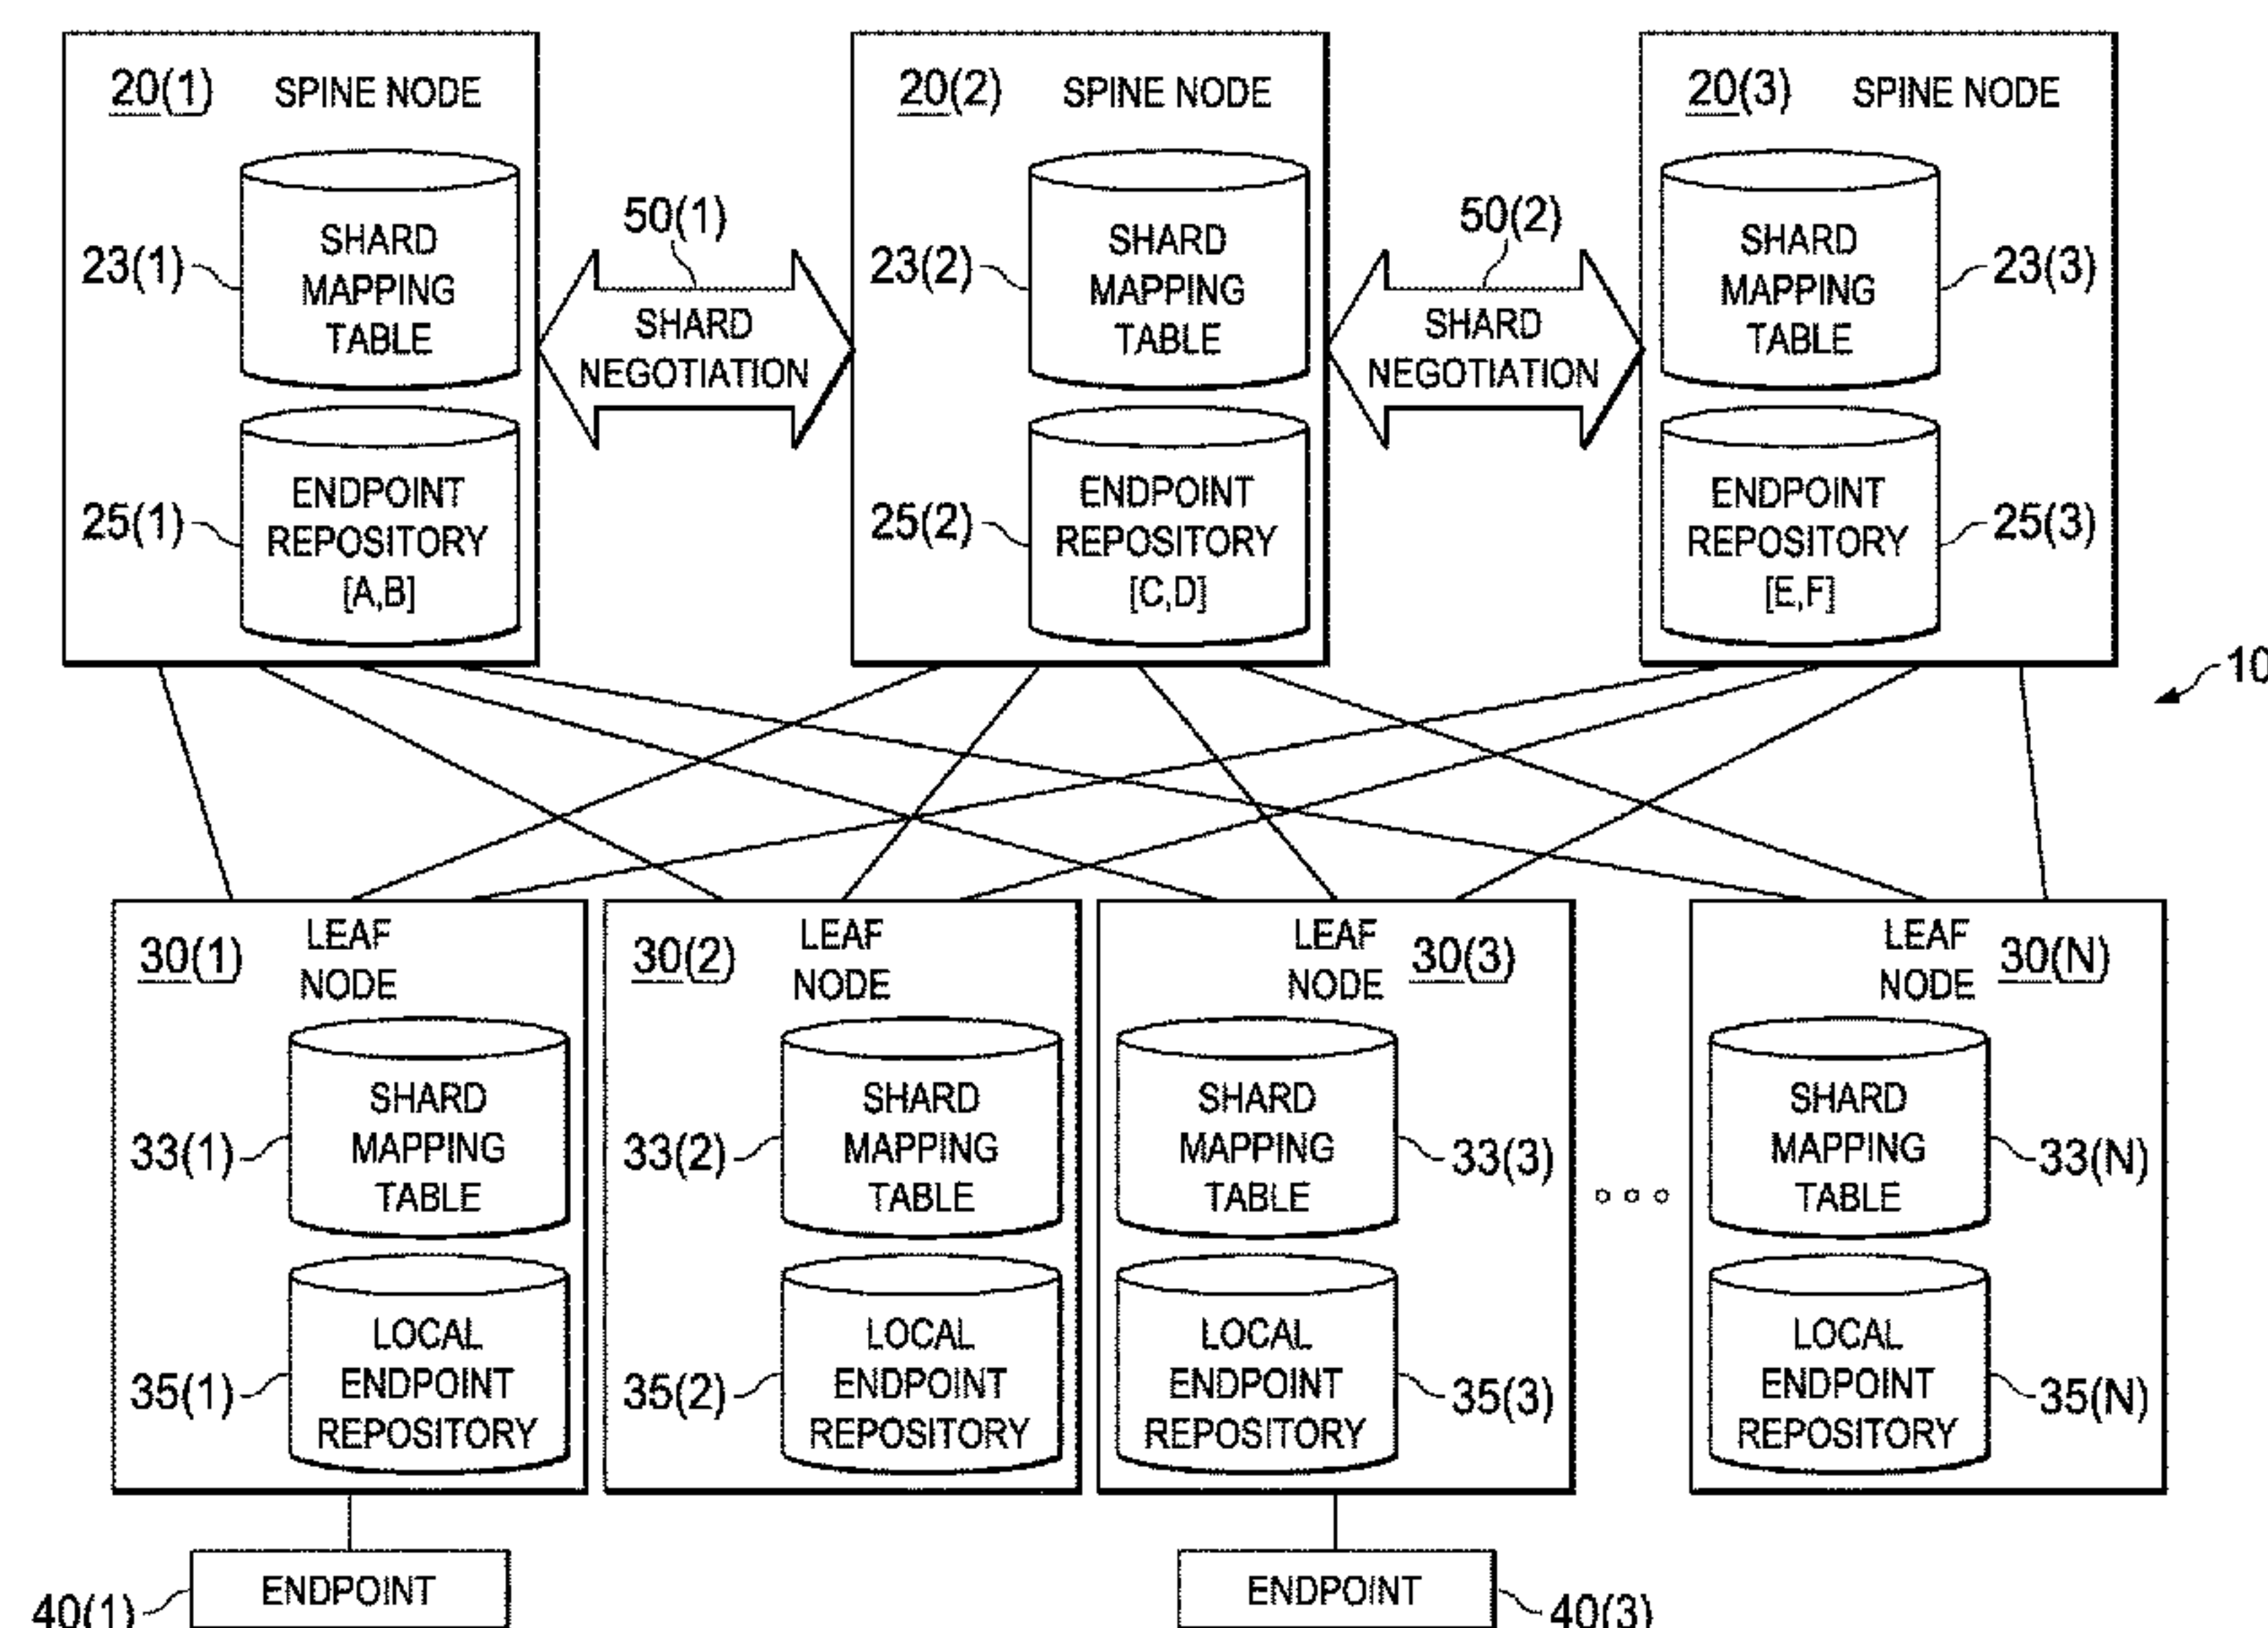 20(1) SPINE NODE
20(2) SPINE NODE
20(3) SPINE NODE
23(1)
SHARD
MAPPING
TABLE
50(1)
SHARD
NEGOTIATION
23(2)
SHARD
MAPPING
TABLE
50(2)
SHARD
NEGOTIATION
SHARD
MAPPING
TABLE
23(3)
25(1)
ENDPOINT
REPOSITORY
[A,B]
25(2)
ENDPOINT
REPOSITORY
[C,D]
ENDPOINT
REPOSITORY
[E,F]
25(3)
10
30(1)
LEAF
NODE
30(2)
LEAF
NODE
LEAF
NODE
30(3)
LEAF
NODE
30(N)
33(1)
SHARD
MAPPING
TABLE
33(2)
SHARD
MAPPING
TABLE
SHARD
MAPPING
TABLE
33(3)
SHARD
MAPPING
TABLE
33(N)
35(1)
LOCAL
ENDPOINT
REPOSITORY
35(2)
LOCAL
ENDPOINT
REPOSITORY
LOCAL
ENDPOINT
REPOSITORY
35(3)
LOCAL
ENDPOINT
REPOSITORY
35(N)
40(1)
ENDPOINT
ENDPOINT
40(3)